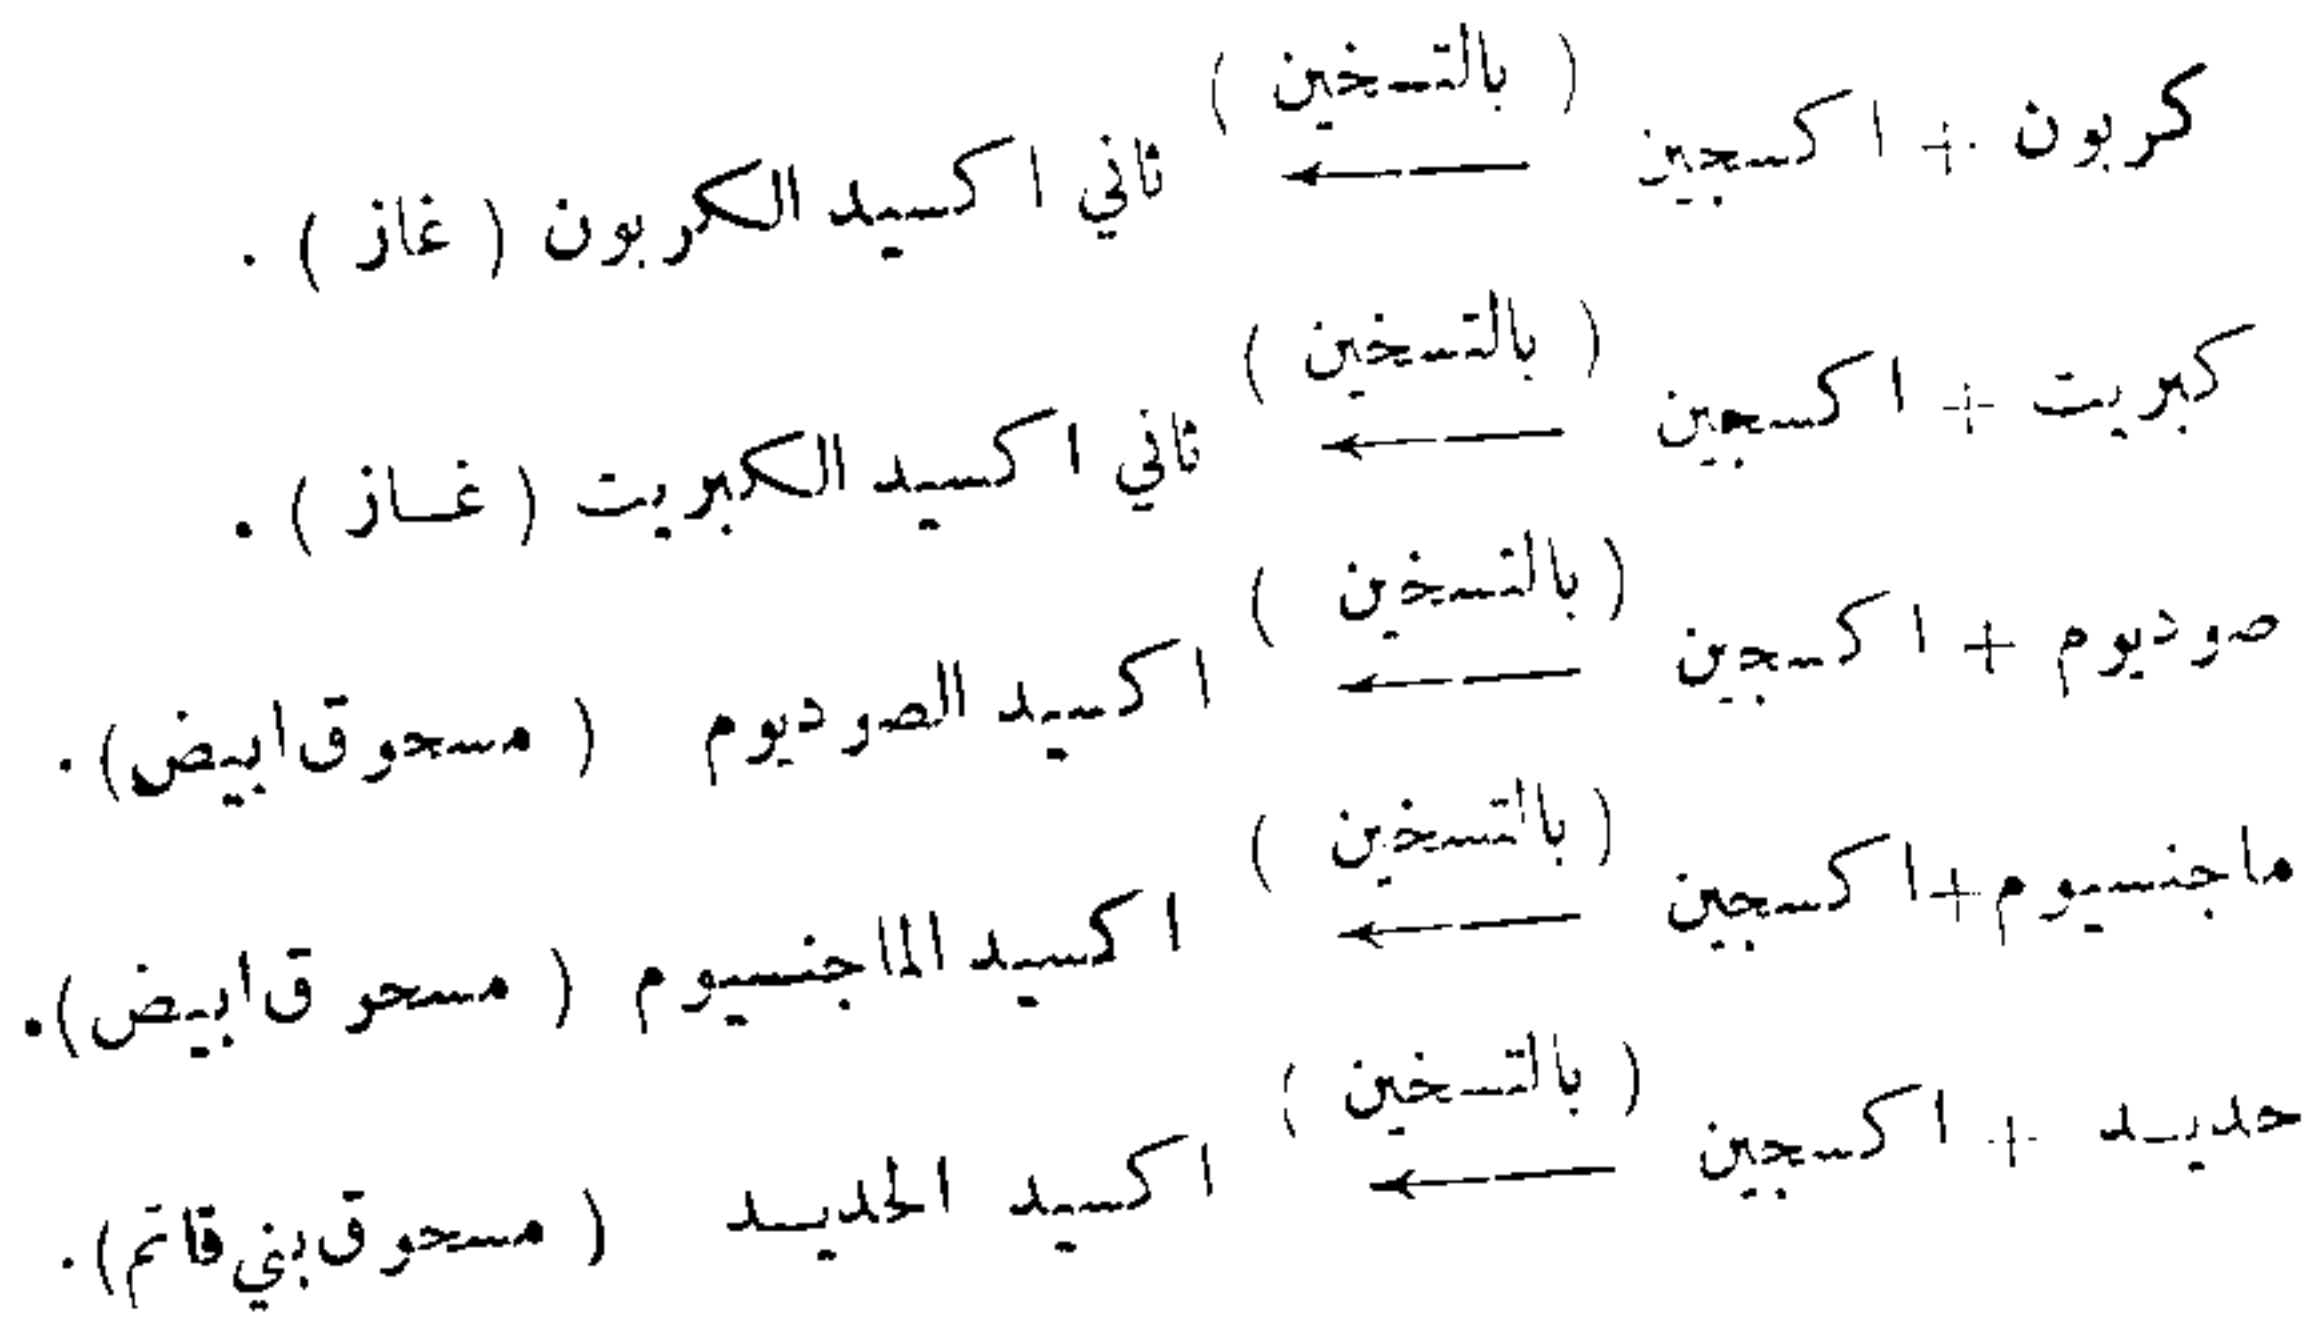 كربون + اكسجين (بالتسخين) ← ثاني اكسيد الكربون (غاز).
كبريت + اكسجين (بالتسخين) ← ثاني اكسيد الكبريت (غاز).
صوديوم + اكسجين (بالتسخين) ← اكسيد الصوديوم (مسحوق ابيض).
ماجنسيوم + اكسجين (بالتسخين) ← اكسيد الماجنسيوم (مسحوق ابيض).
حديد + اكسجين (بالتسخين) ← اكسيد الحديد (مسحوق بني قاتم).